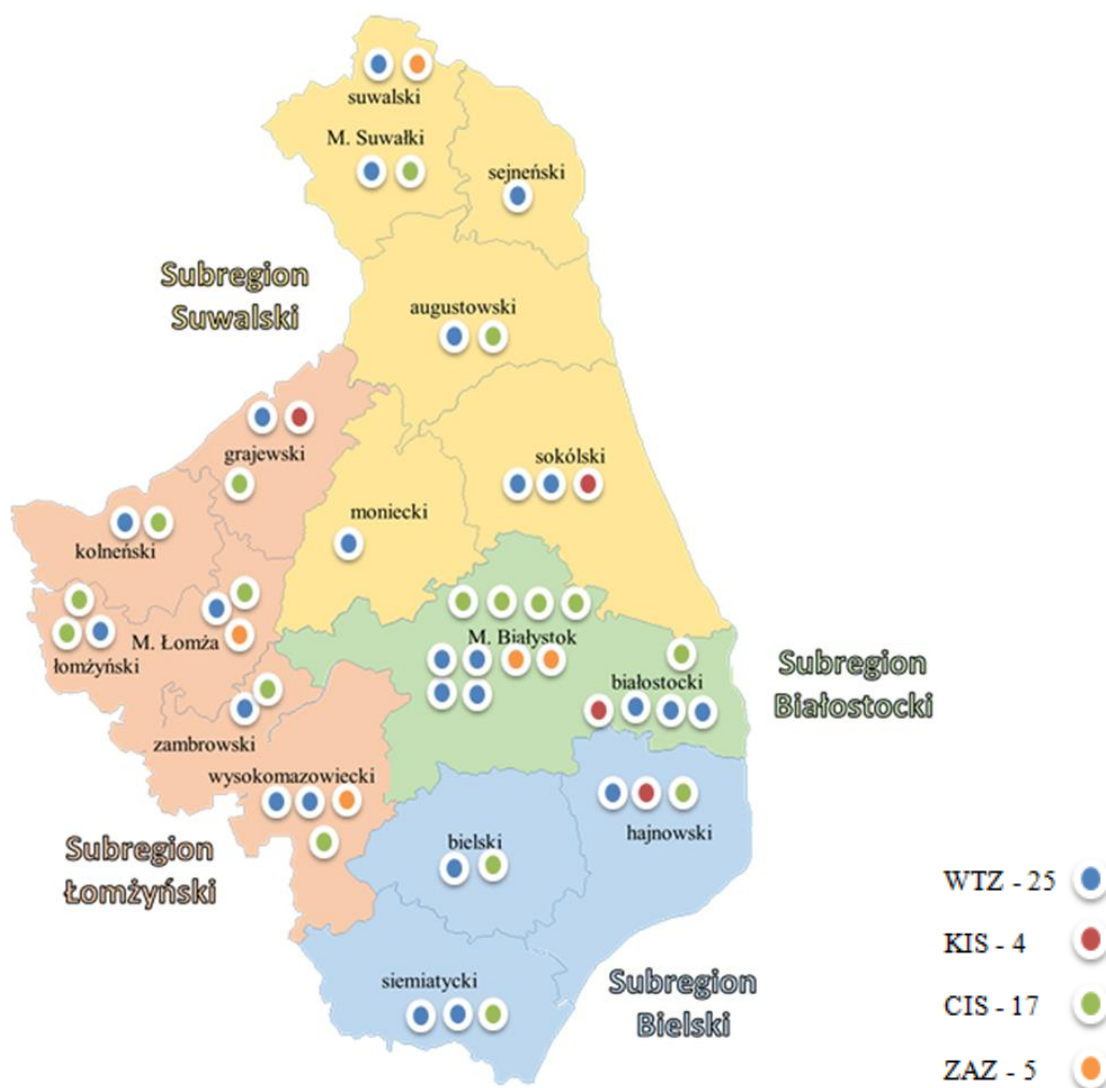 suwalski
M. Suwałki
sejneński
Subregion
Suwalski
augustowski
grajewski
sokólski
moniecki
kolneński
M. Białystok
M. Łomża
łomżyński
Subregion
Białostocki
białostocki
zambrowski
wysokomazowiecki
hajnowski
bielski
Subregion
Łomżyński
WTZ - 25
KIS - 4
siemiatycki
Subregion
Bielski
CIS - 17
ZAZ - 5